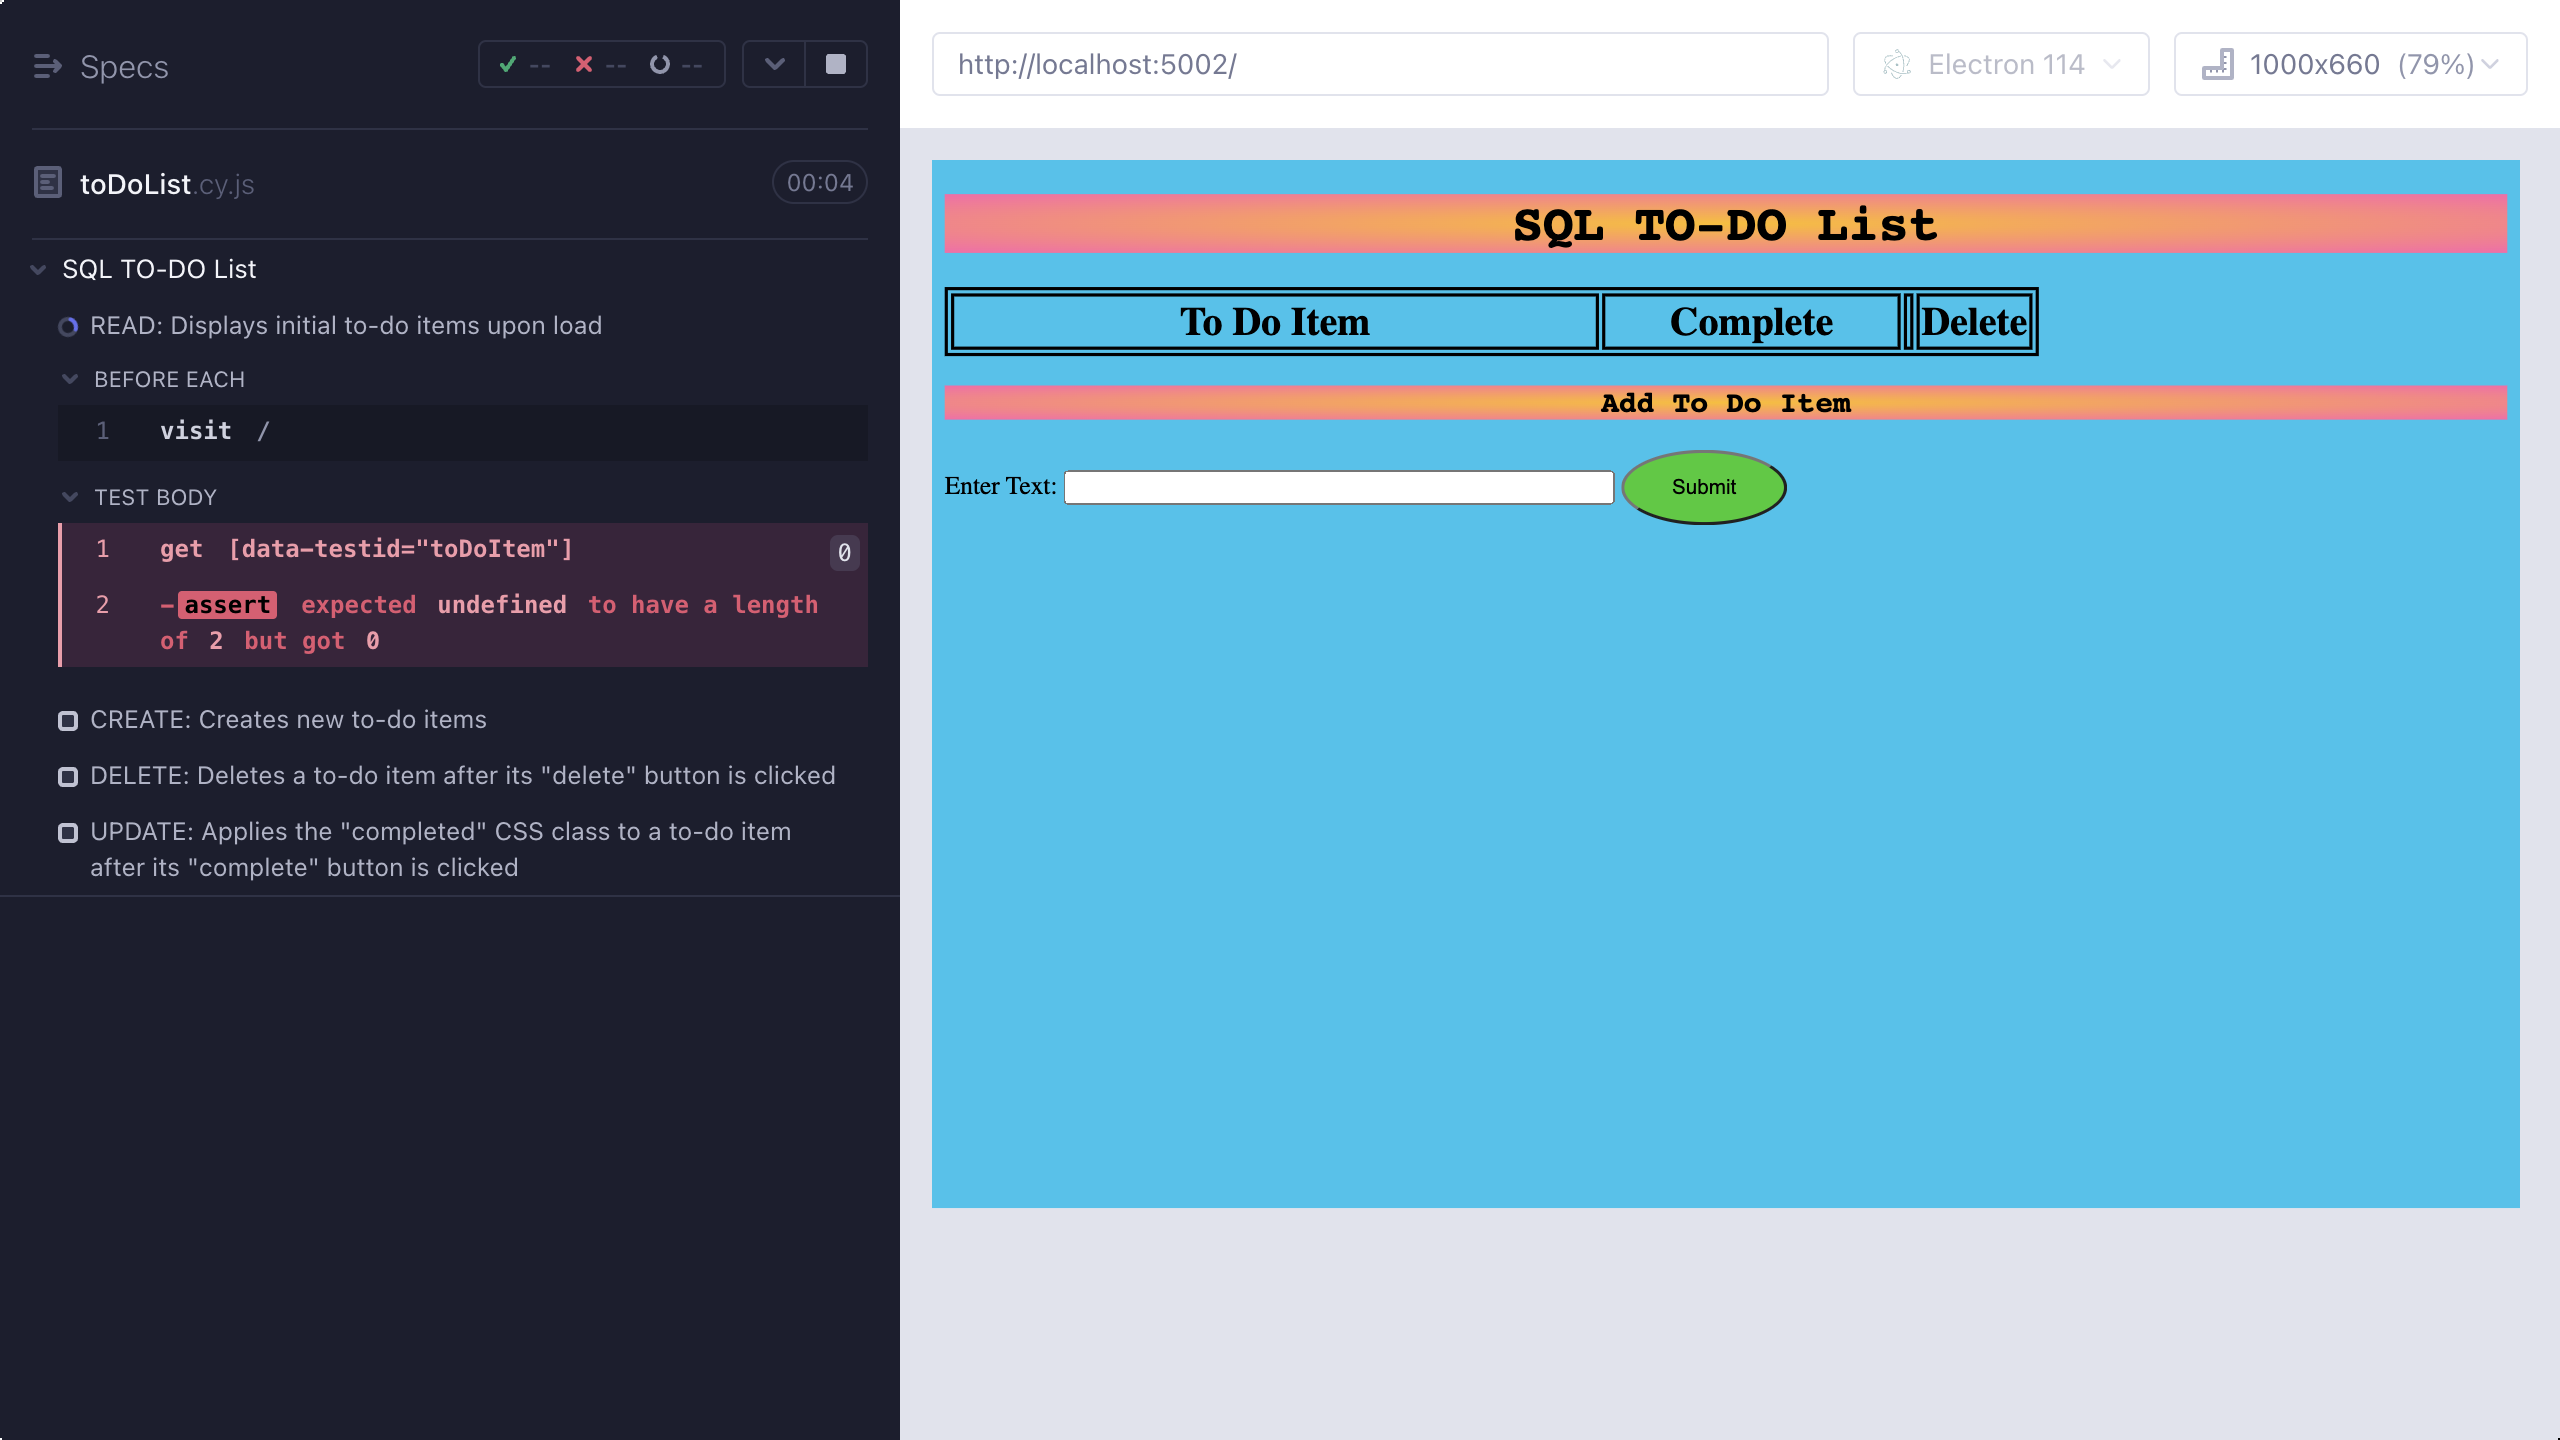 Specs
-- -- --
toDoList.cy.js
00:04
SQL TO-DO List
READ: Displays initial to-do items upon load
BEFORE EACH
1 visit /
TEST BODY
1 get [data-testid="toDoItem"] 0
2 -assert expected undefined to have a length
of 2 but got 0
CREATE: Creates new to-do items
DELETE: Deletes a to-do item after its "delete" button is clicked
UPDATE: Applies the "completed" CSS class to a to-do item
after its "complete" button is clicked
http://localhost:5002/
Electron 114
1000x660 (79%)
SQL TO-DO List
To Do Item Complete Delete
Add To Do Item
Enter Text: Submit